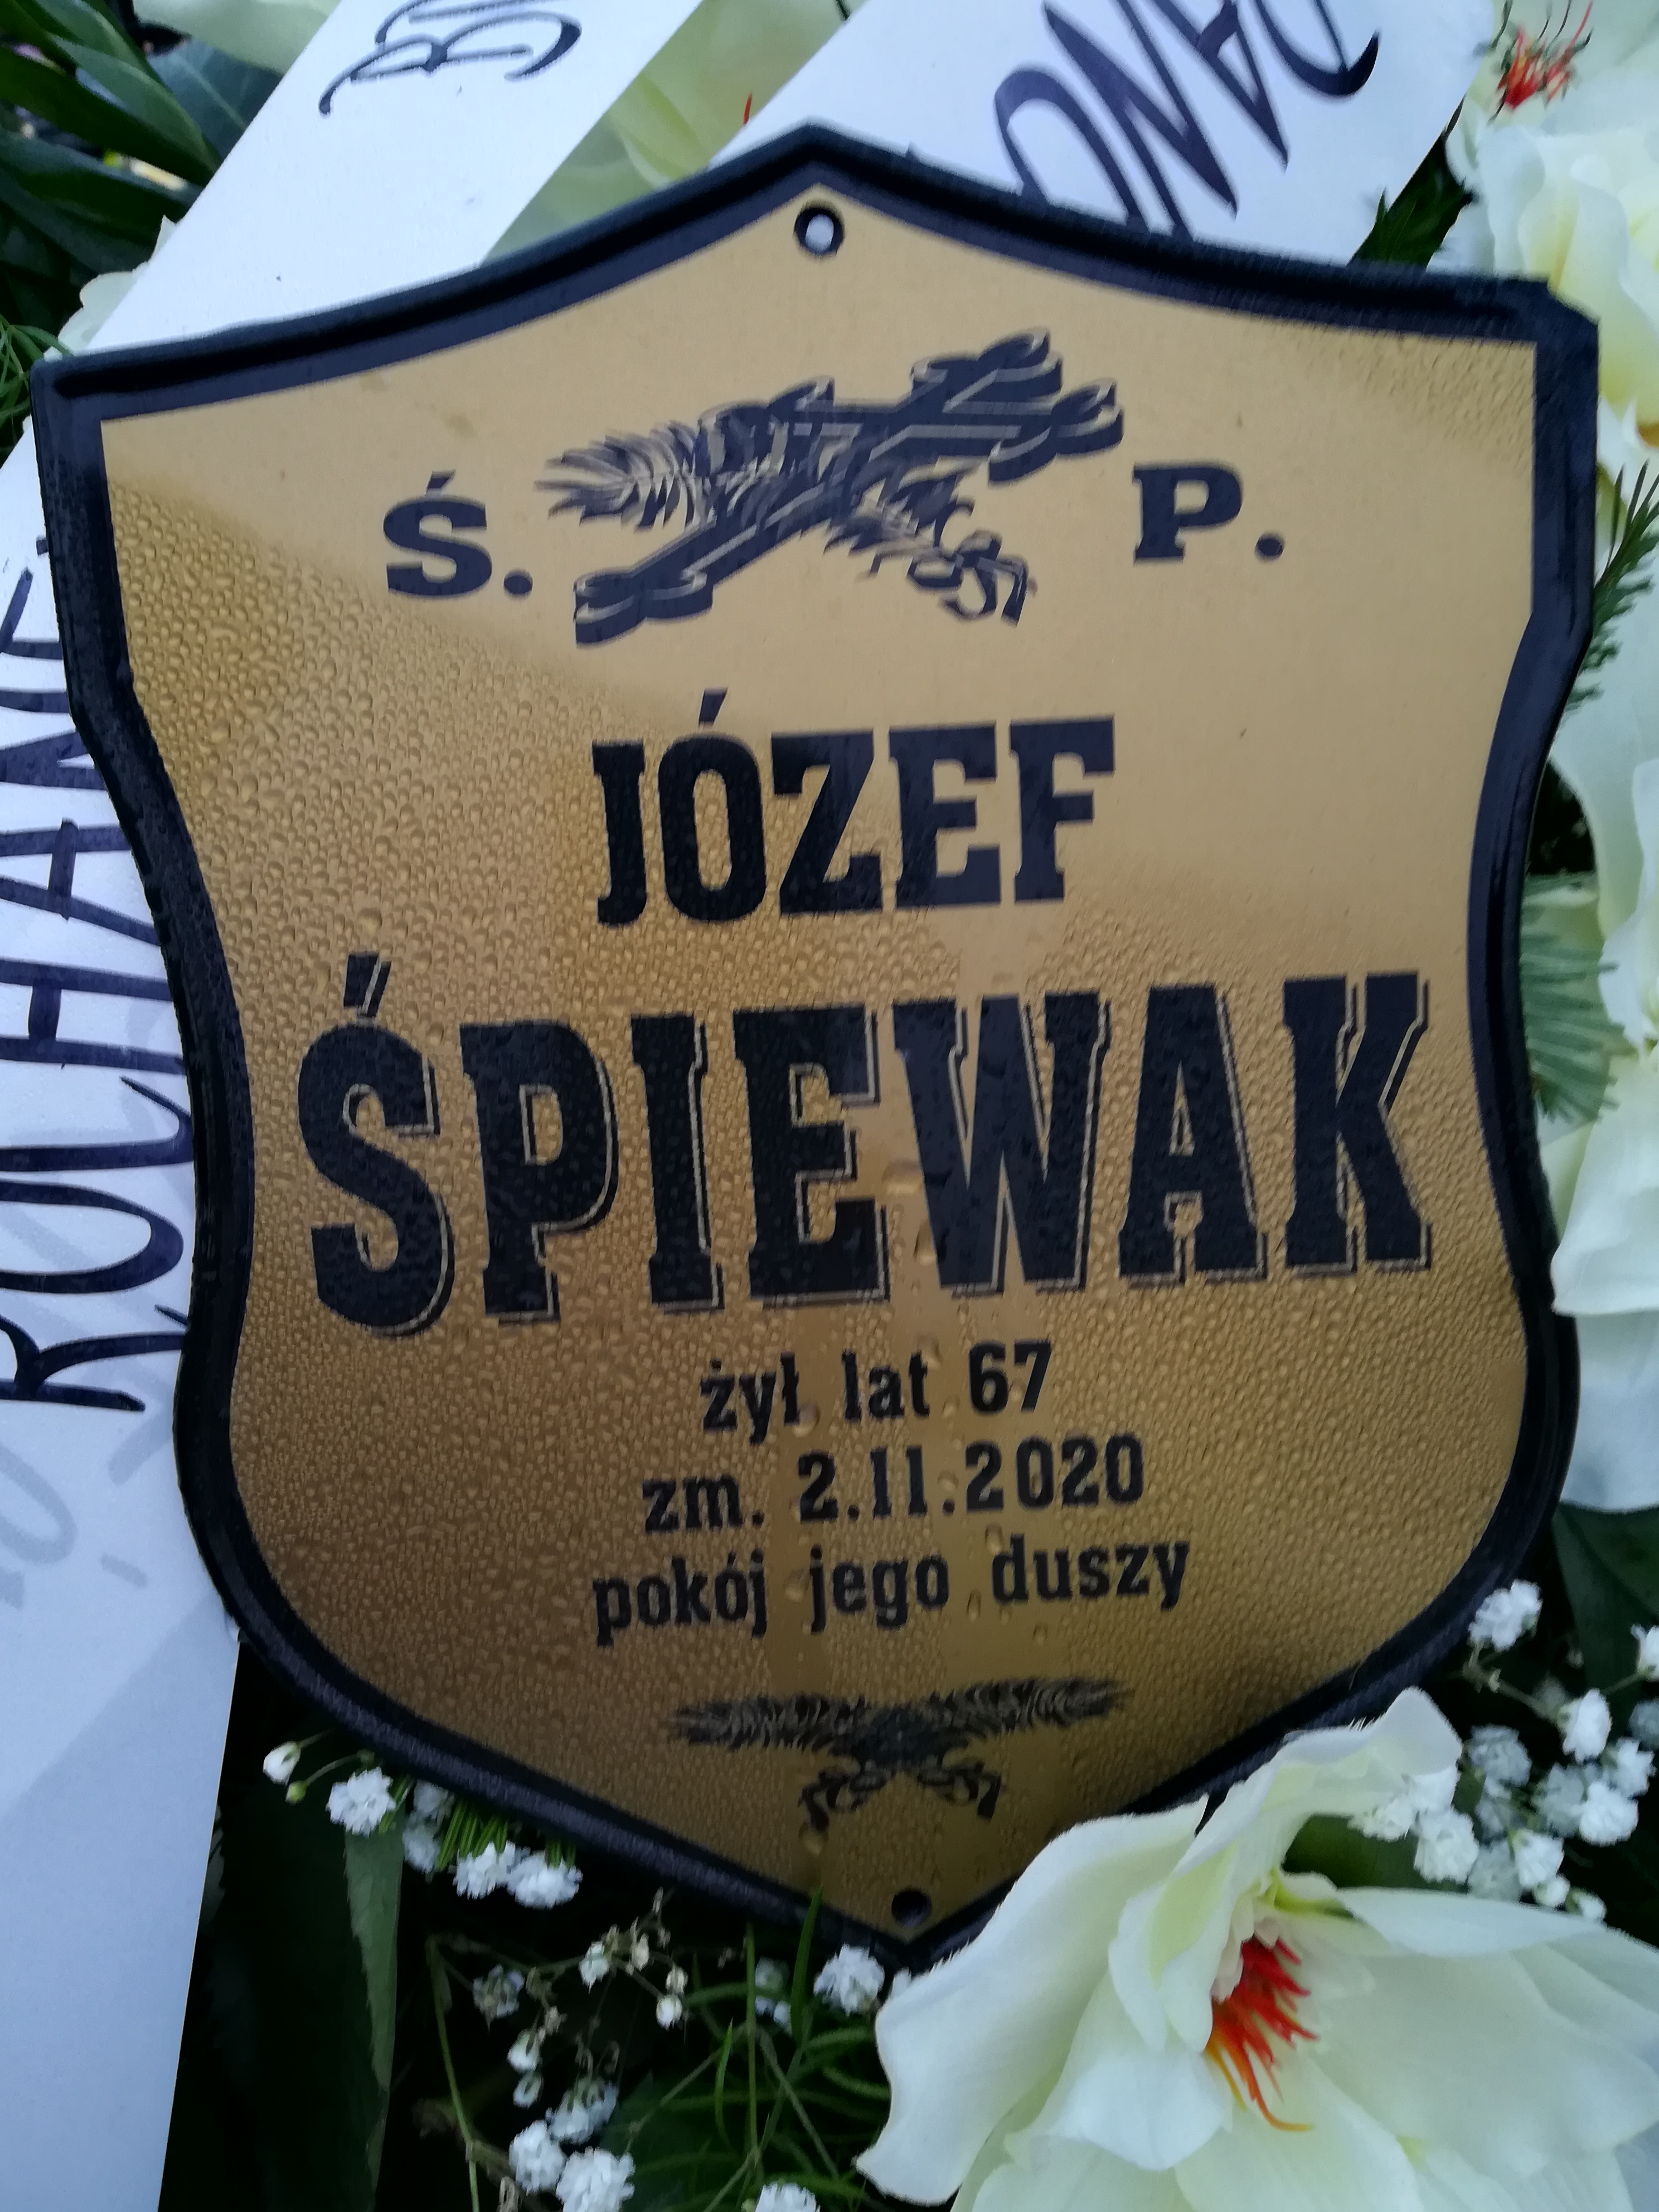 Ś. P.
JÓZEF
ŚPIEWAK
żył lat 67
zm. 2.11.2020
pokój jego duszy